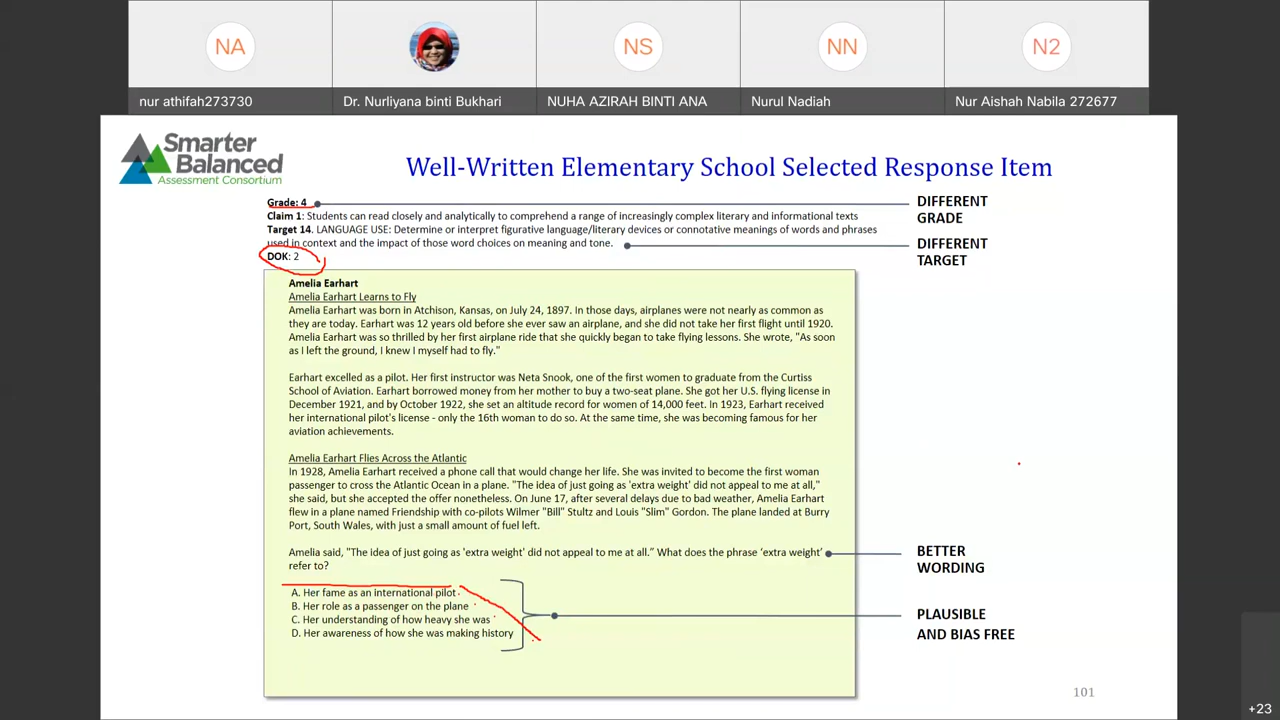 NA
NS
NN
N2
nur athifah273730
Dr. Nurliyana binti Bukhari
NUHA AZIRAH BINTI ANA
Nurul Nadiah
Nur Aishah Nabila 272677
Smarter
Balanced
Assessment Consortium
Well-Written Elementary School Selected Response Item
Grade: 4
DIFFERENT
GRADE
Claim 1: Students can read closely and analytically to comprehend a range of increasingly complex literary and informational texts
Target 14. LANGUAGE USE: Determine or interpret figurative language/literary devices or connotative meanings of words and phrases
used in context and the impact of those word choices on meaning and tone.
DIFFERENT
TARGET
DOK: 2
Amelia Earhart
Amelia Earhart Learns to Fly
Amelia Earhart was born in Atchison, Kansas, on July 24, 1897. In those days, airplanes were not nearly as common as
they are today. Earhart was 12 years old before she ever saw an airplane, and she did not take her first flight until 1920.
Amelia Earhart was so thrilled by her first airplane ride that she quickly began to take flying lessons. She wrote, "As soon
as I left the ground, I knew I myself had to fly."
Earhart excelled as a pilot. Her first instructor was Neta Snook, one of the first women to graduate from the Curtiss
School of Aviation. Earhart borrowed money from her mother to buy a two-seat plane. She got her U.S. flying license in
December 1921, and by October 1922, she set an altitude record for women of 14,000 feet. In 1923, Earhart received
her International pilot's license - only the 16th woman to do so. At the same time, she was becoming famous for her
aviation achievements.
Amelia Earhart Flies Across the Atlantic
In 1928, Amelia Earhart received a phone call that would change her life. She was invited to become the first woman
passenger to cross the Atlantic Ocean in a plane. "The idea of just going as 'extra weight' did not appeal to me at all,"
she said, but she accepted the offer nonetheless. On June 17, after several delays due to bad weather, Amelia Earhart
flew in a plane named Friendship with co-pilots Wilmer "Bill" Stultz and Louis "Slim" Gordon. The plane landed at Burry
Port, South Wales, with just a small amount of fuel left.
Amelia said, "The idea of just going as 'extra weight' did not appeal to me at all." What does the phrase ‘extra weight’
refer to?
BETTER
WORDING
A. Her fame as an international pilot
B. Her role as a passenger on the plane
C. Her understanding of how heavy she was
D. Her awareness of how she was making history
PLAUSIBLE
AND BIAS FREE
101
+23